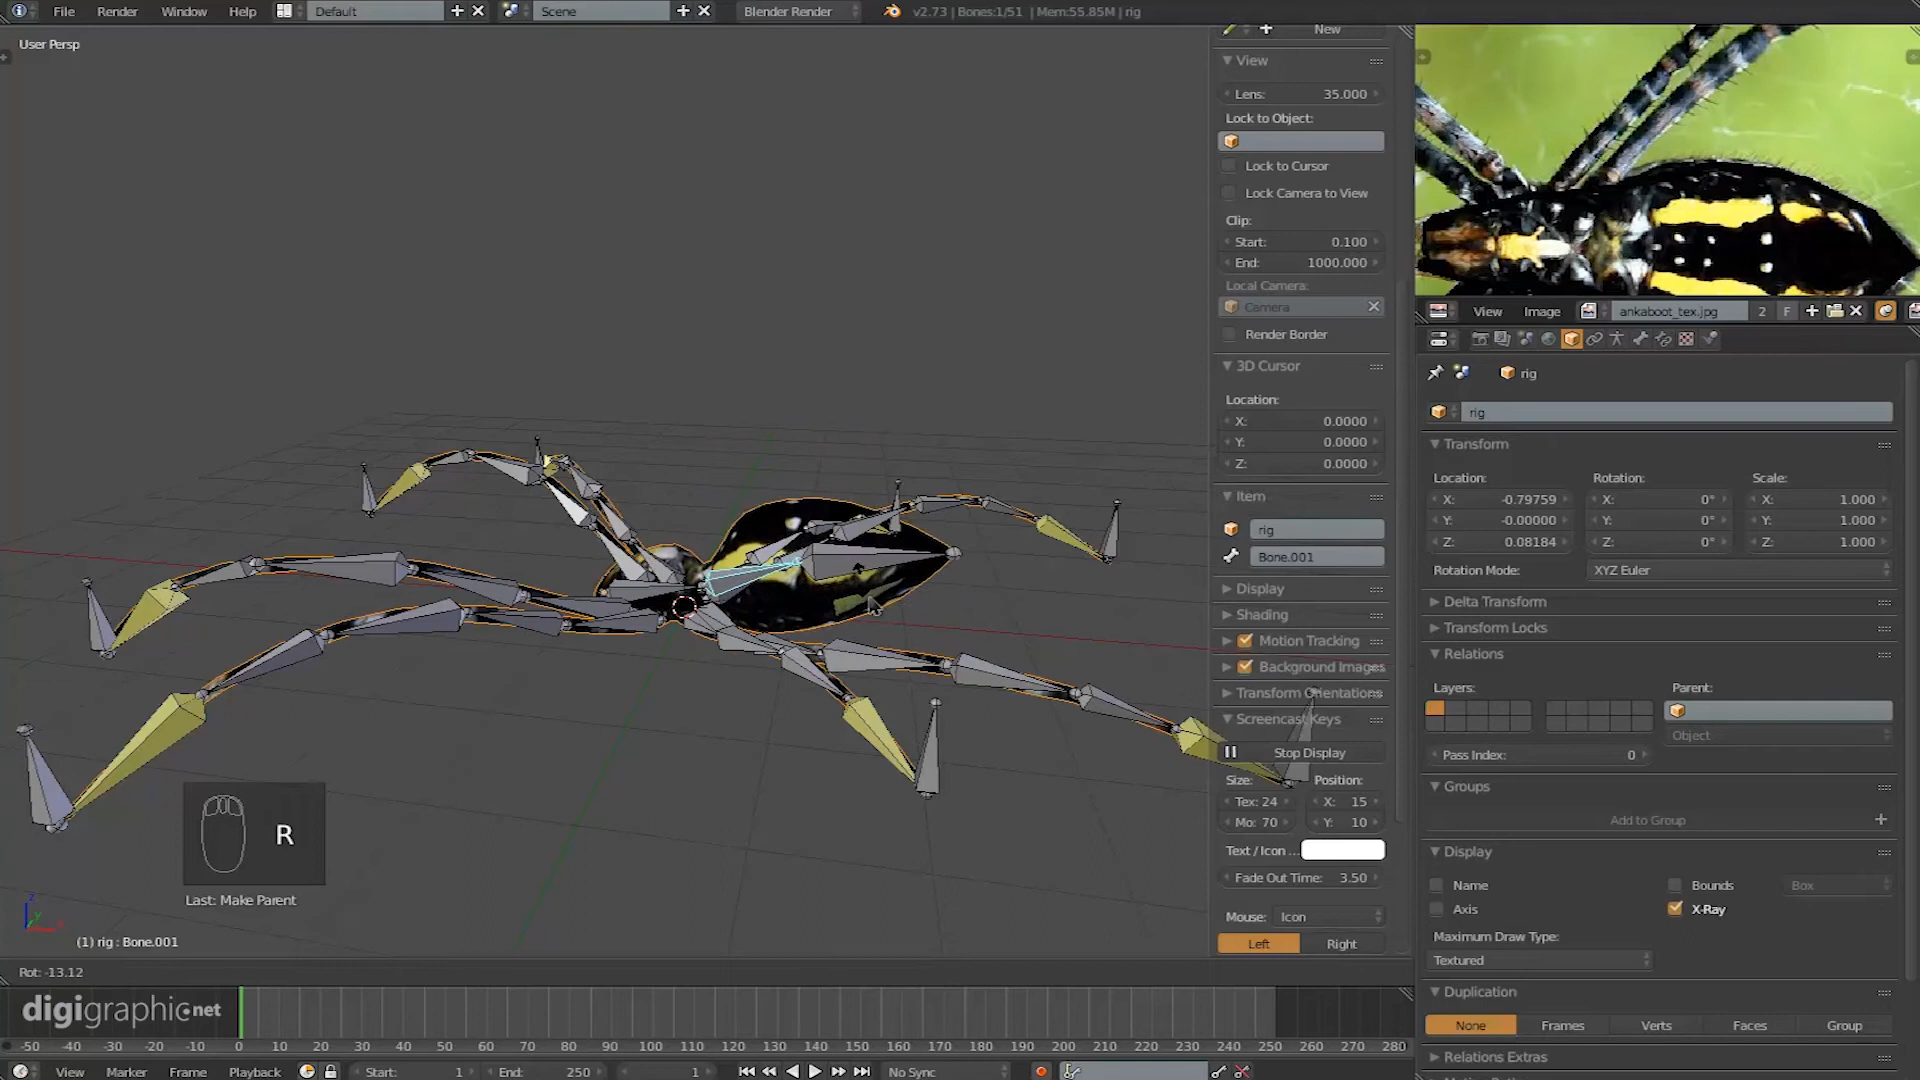 File Render Window Help Default Scene Blender Render v2.73 | Bones:1/51 | Mem:55.85M | rig
User Persp
New
View
Lens: 35.000
Lock to Object:
Lock to Cursor
Lock Camera to View
Clip:
Start: 0.100
End: 1000.000
Local Camera:
Camera
Render Border
3D Cursor
Location:
X: 0.0000
Y: 0.0000
Z: 0.0000
Item
rig
Bone.001
Display
Shading
Motion Tracking
Background Images
Transform Orientations
Screencast Keys
Stop Display
Size: Position:
Tex: 24 X: 15
Mo: 70 Y: 10
Text / Icon ...
Fade Out Time: 3.50
Mouse: Icon
Left Right
View Image ankaboot_tex.jpg 2 F
rig
rig
Transform
Location: Rotation: Scale:
X: -0.79759 X: 0° X: 1.000
Y: -0.00000 Y: 0° Y: 1.000
Z: 0.08184 Z: 0° Z: 1.000
Rotation Mode: XYZ Euler
Delta Transform
Transform Locks
Relations
Layers: Parent:
Object
Pass Index: 0
Groups
Add to Group
Display
Name Bounds Box
Axis X-Ray
Maximum Draw Type:
Textured
Duplication
None Frames Verts Faces Group
Relations Extras
R
Last: Make Parent
z
y
x
(1) rig : Bone.001
Rot: -13.12
digigraphic.net
-50 -40 -30 -20 -10 0 10 20 30 40 50 60 70 80 90 100 110 120 130 140 150 160 170 180 190 200 210 220 230 240 250 260 270 280
View Marker Frame Playback Start: 1 End: 250 1 No Sync